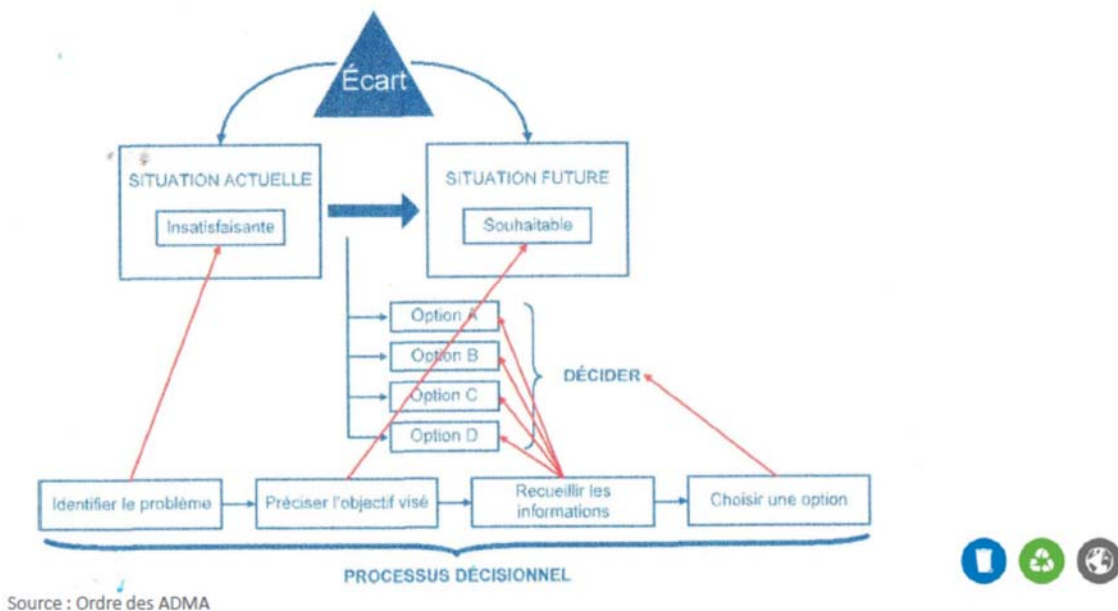 Écart
SITUATION ACTUELLE
Insatisfaisante
SITUATION FUTURE
Souhaitable
Option A
Option B
Option C
Option D
DÉCIDER
Identifier le problème
Préciser l'objectif visé
Recueillir les
informations
Choisir une option
PROCESSUS DÉCISIONNEL
Source : Ordre des ADMA